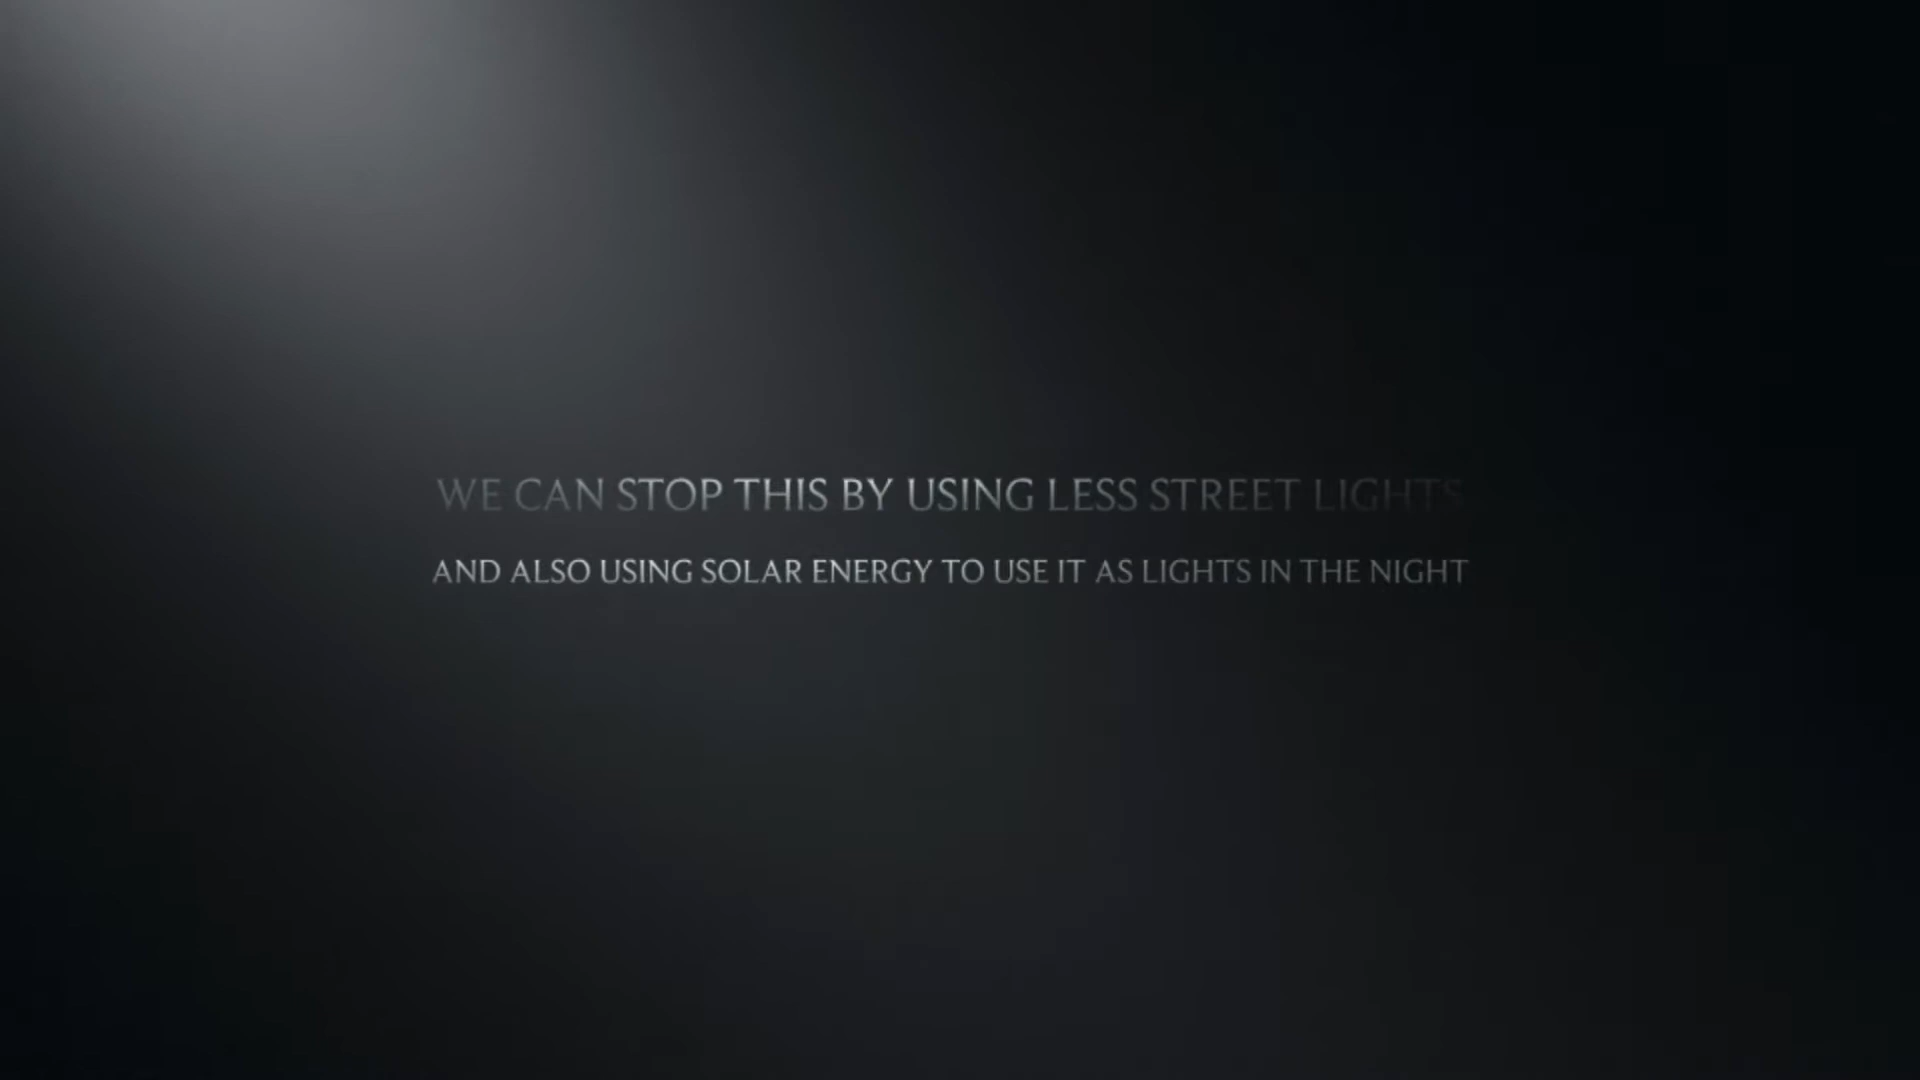 WE CAN STOP THIS BY USING LESS STREET LIGHTS
AND ALSO USING SOLAR ENERGY TO USE IT AS LIGHTS IN THE NIGHT